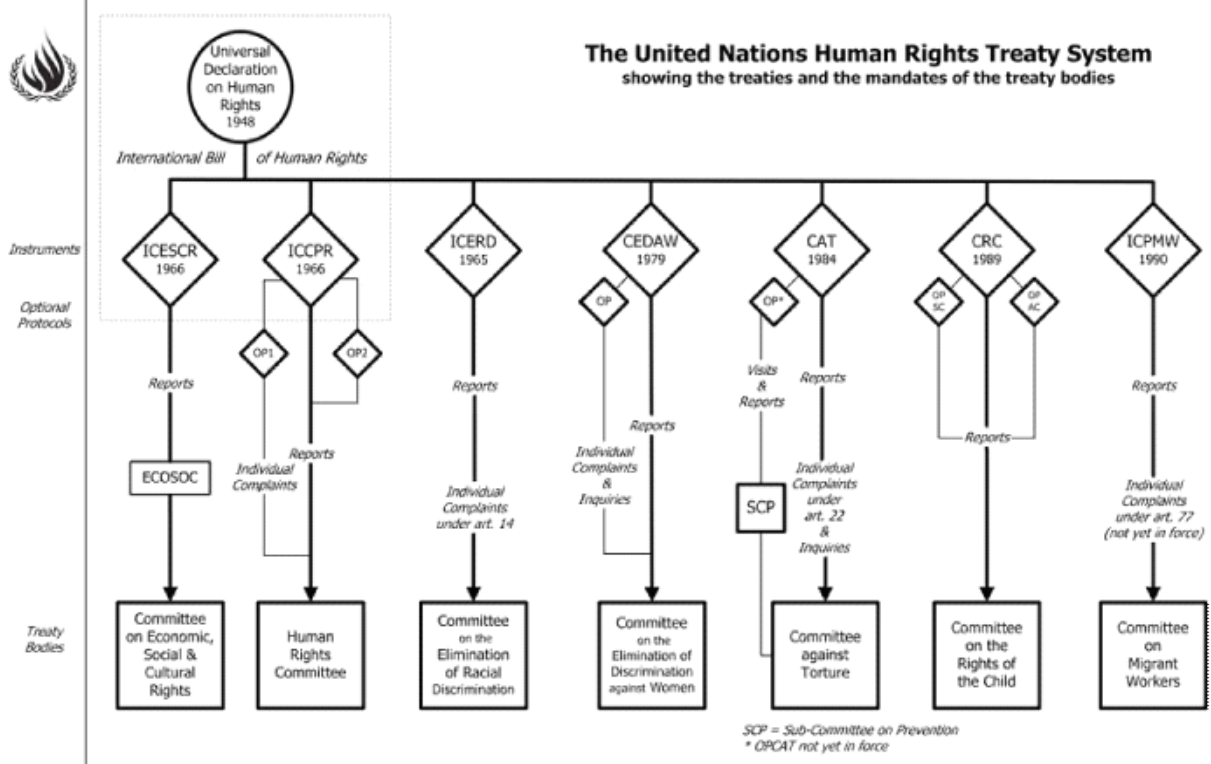 The United Nations Human Rights Treaty System
showing the treaties and the mandates of the treaty bodies
Universal
Declaration
on Human
Rights
1948
International Bill
of Human Rights
Instruments
ICESCR
1966
ICCPR
1966
ICERD
1965
CEDAW
1979
CAT
1984
CRC
1989
ICPMW
1990
Optional
Protocols
OP1
OP2
OP
OP*
OP
SC
OP
AC
Reports
ECOSOC
Individual
Complaints
Reports
Reports
Individual
Complaints
under art. 14
Individual
Complaints
&
Inquiries
Reports
Visits
&
Reports
SCP
Reports
Individual
Complaints
under
art. 22
&
Inquiries
Reports
Reports
Individual
Complaints
under art. 77
(not yet in force)
Treaty
Bodies
Committee
on Economic,
Social &
Cultural
Rights
Human
Rights
Committee
Committee
on the
Elimination
of Racial
Discrimination
Committee
on the
Elimination of
Discrimination
against Women
Committee
against
Torture
Committee
on the
Rights of
the Child
Committee
on
Migrant
Workers
SCP = Sub-Committee on Prevention
* OPCAT not yet in force